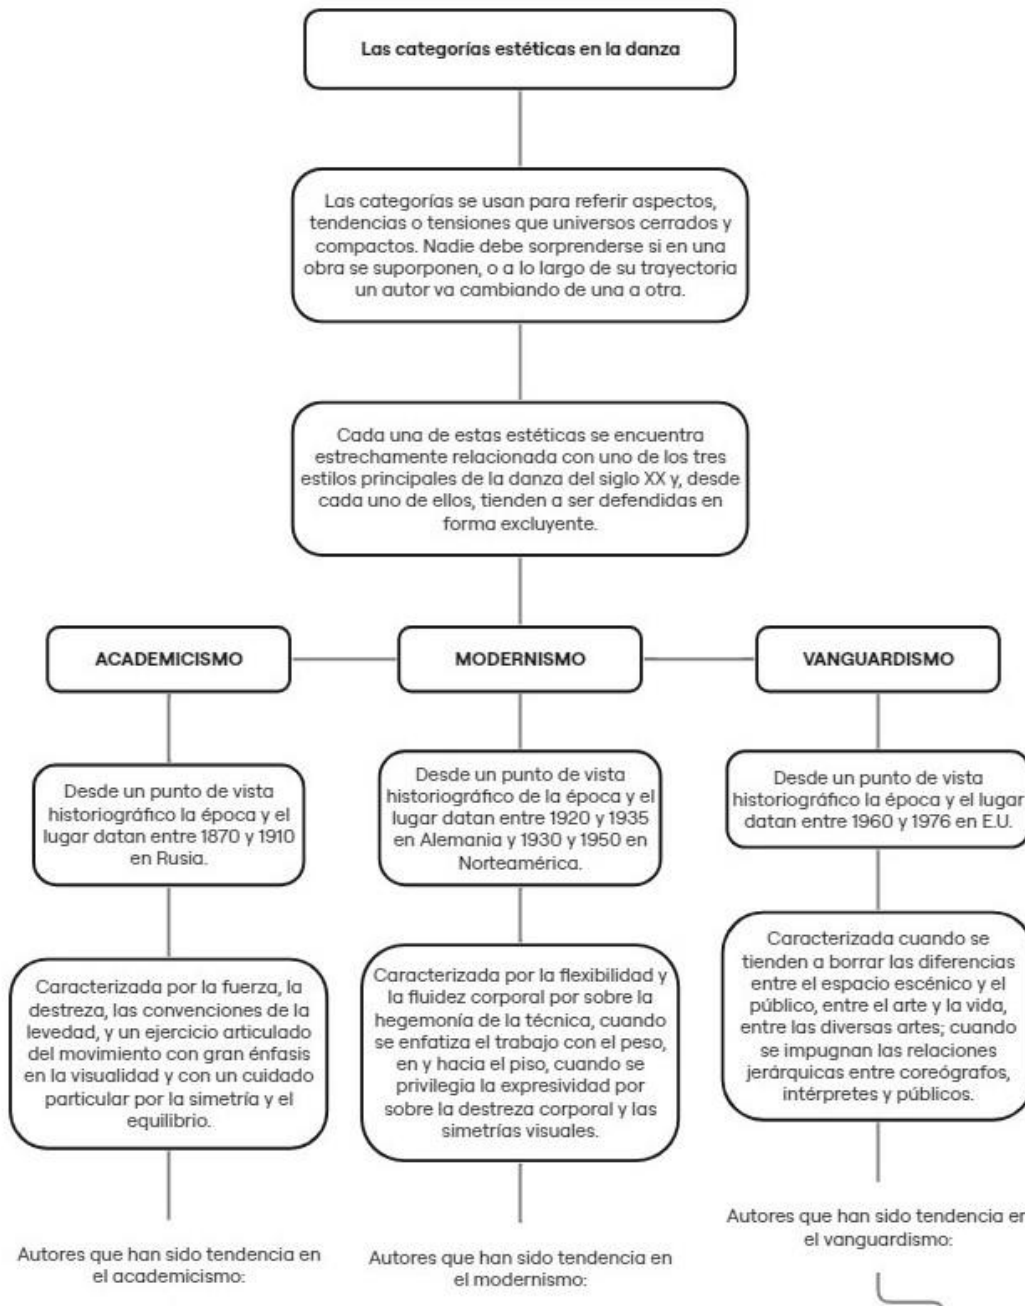 Las categorías estéticas en la danza
Las categorías se usan para referir aspectos,
tendencias o tensiones que universos cerrados y
compactos. Nadie debe sorprenderse si en una
obra se suporponen, o a lo largo de su trayectoria
un autor va cambiando de una a otra.
Cada una de estas estéticas se encuentra
estrechamente relacionada con uno de los tres
estilos principales de la danza del siglo XX y, desde
cada uno de ellos, tienden a ser defendidas en
forma excluyente.
ACADEMICISMO
Desde un punto de vista
historiográfico la época y el
lugar datan entre 1870 y 1910
en Rusia.
Caracterizada por la fuerza, la
destreza, las convenciones de la
levedad, y un ejercicio articulado
del movimiento con gran énfasis
en la visualidad y con un cuidado
particular por la simetría y el
equilibrio.
Autores que han sido tendencia en
el academicismo:
MODERNISMO
Desde un punto de vista
historiográfico de la época y el
lugar datan entre 1920 y 1935
en Alemania y 1930 y 1950 en
Norteamérica.
Caracterizada por la flexibilidad y
la fluidez corporal por sobre la
hegemonía de la técnica, cuando
se enfatiza el trabajo con el peso,
en y hacia el piso, cuando se
privilegia la expresividad por
sobre la destreza corporal y las
simetrías visuales.
Autores que han sido tendencia en
el modernismo:
VANGUARDISMO
Desde un punto de vista
historiográfico la época y el lugar
datan entre 1960 y 1976 en E.U.
Caracterizada cuando se
tienden a borrar las diferencias
entre el espacio escénico y el
público, entre el arte y la vida,
entre las diversas artes; cuando
se impugnan las relaciones
jerárquicas entre coreógrafos,
intérpretes y públicos.
Autores que han sido tendencia en
el vanguardismo: